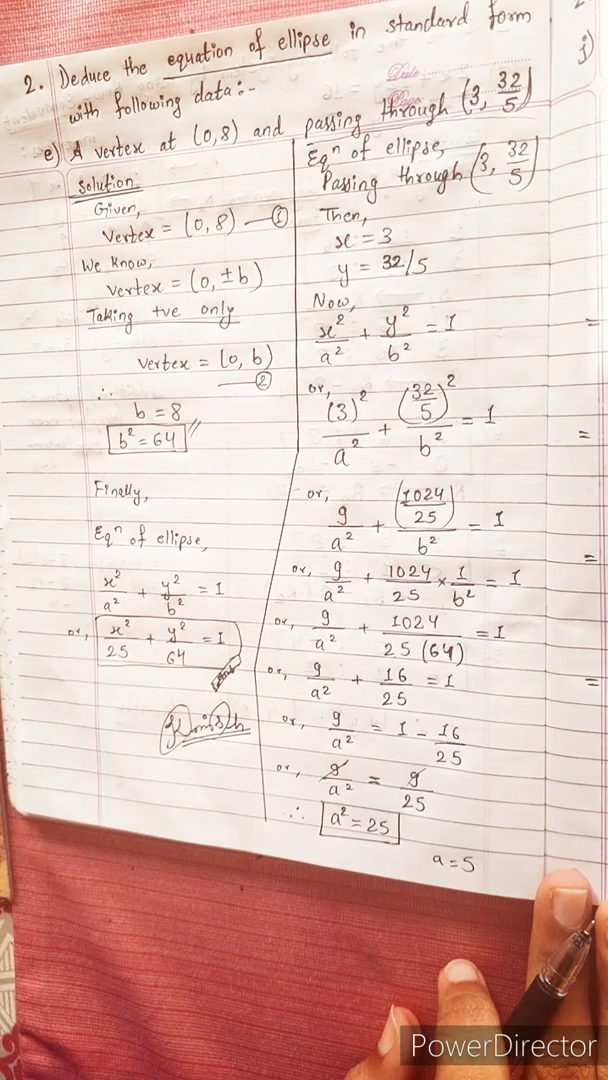 2. Deduce the equation of ellipse in standard form
with following data:-
Date:
Page:
e) A vertex at (0,8) and passing through (3, 32/5)
Solution
Given,
Vertex = (0,8) — ①
We know,
Vertex = (0, ±b)
Taking +ve only
Vertex = (0, b)
— ②
∴ b = 8
b² = 64
Finally,
Eqⁿ of ellipse,
x²/a² + y²/b² = 1
or, x²/25 + y²/64 = 1
Ans
Eqⁿ of ellipse,
Passing through (3, 32/5)
Then,
x = 3
y = 32/5
Now,
x²/a² + y²/b² = 1
or, (3)²/a² + (32/5)²/b² = 1
or, 9/a² + (1024/25)/b² = 1
or, 9/a² + 1024/25 × 1/b² = 1
or, 9/a² + 1024/25(64) = 1
or, 9/a² + 16/25 = 1
or, 9/a² = 1 - 16/25
or, 9/a² = 9/25
∴ a² = 25
a = 5
j)
=
=
=
=
PowerDirector